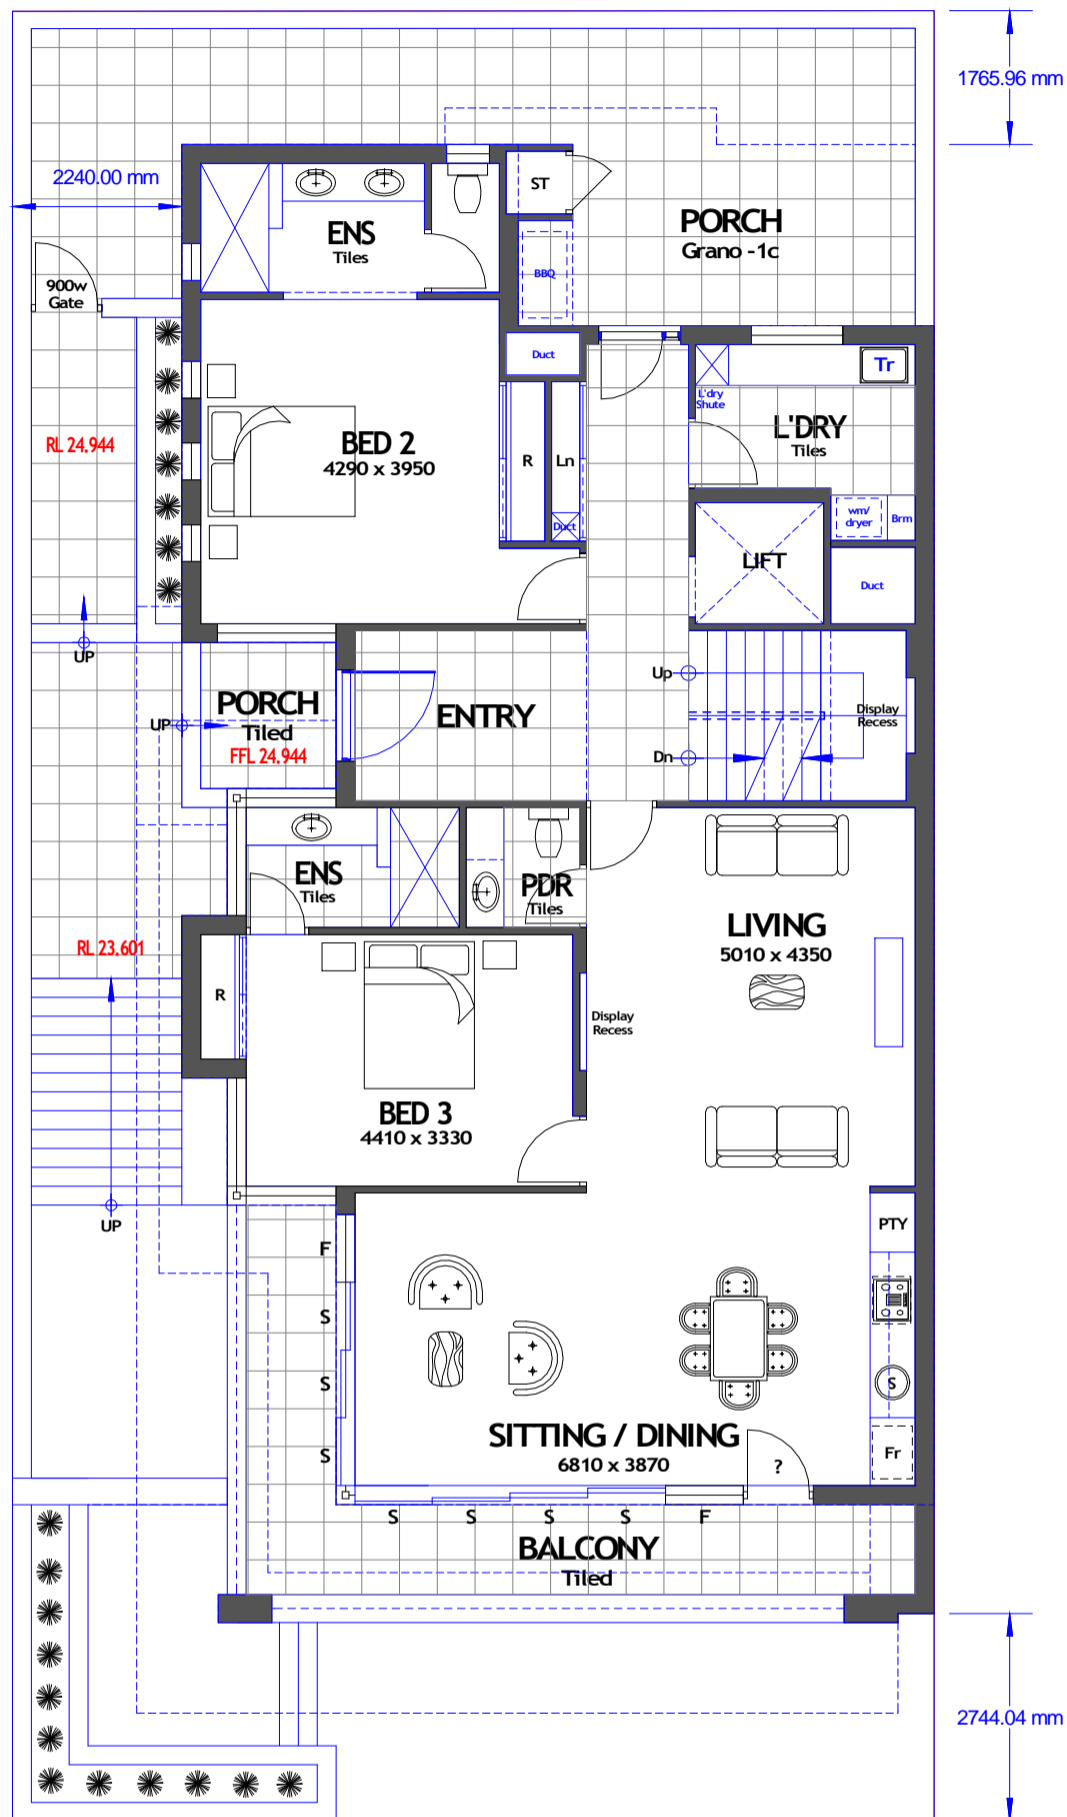 1765.96 mm
2240.00 mm
ST
ENS
Tiles
PORCH
Grano -1c
BBQ
900w
Gate
Duct
Tr
L'dry
Shute
L'DRY
Tiles
RL 24.944
BED 2
4290 x 3950
R
Ln
Duct
wm/
dryer
Brm
LIFT
Duct
UP
Up
PORCH
Tiled
FFL 24.944
UP
ENTRY
Display
Recess
Dn
ENS
Tiles
PDR
Tiles
LIVING
5010 x 4350
RL 23.601
R
Display
Recess
BED 3
4410 x 3330
UP
PTY
F
S
S
S
S
SITTING / DINING
6810 x 3870
?
Fr
S
S
S
S
F
BALCONY
Tiled
2744.04 mm